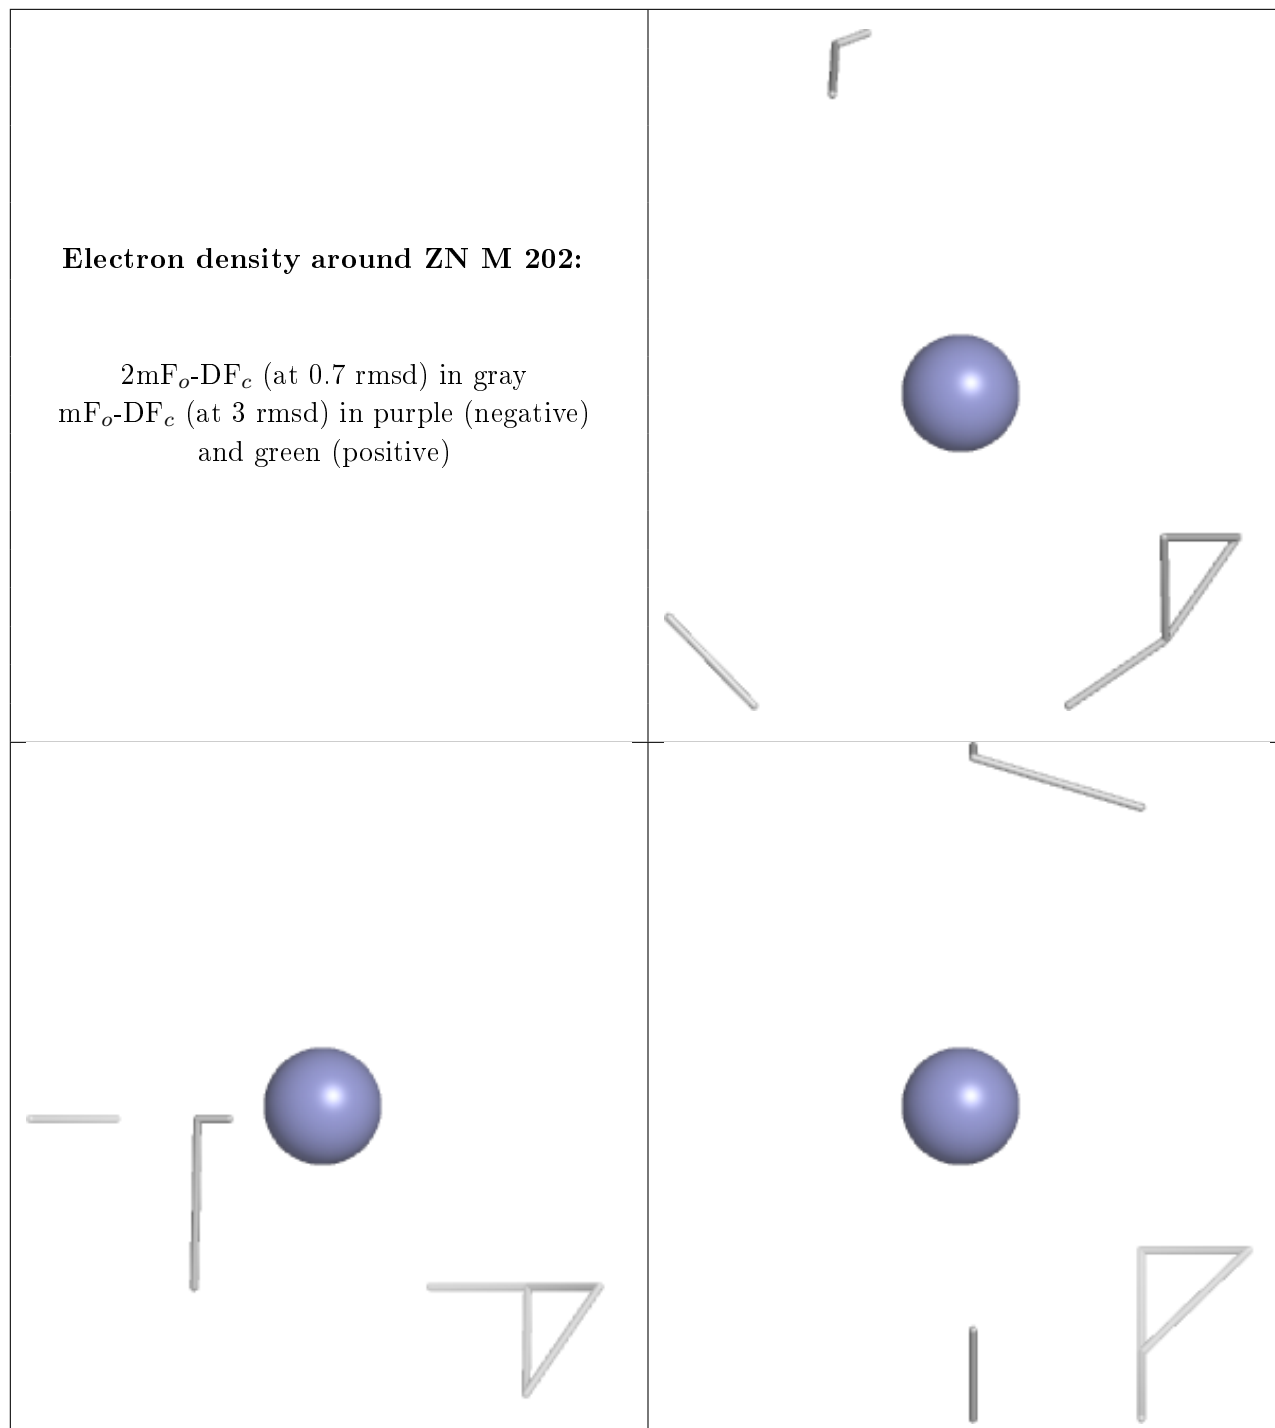 Electron density around ZN M 202:
2mFo-DFc (at 0.7 rmsd) in gray
mFo-DFc (at 3 rmsd) in purple (negative)
and green (positive)